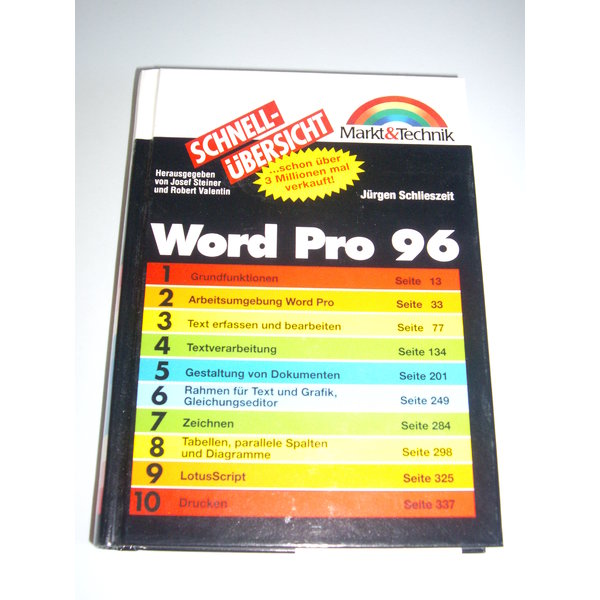 SCHNELL-
ÜBERSICHT
Markt&Technik
Herausgegeben
von Josef Steiner
und Robert Valentin
...schon über
3 Millionen mal
verkauft!
Jürgen Schlieszeit
Word Pro 96
1 Grundfunktionen Seite 13
2 Arbeitsumgebung Word Pro Seite 33
3 Text erfassen und bearbeiten Seite 77
4 Textverarbeitung Seite 134
5 Gestaltung von Dokumenten Seite 201
6 Rahmen für Text und Grafik,
Gleichungseditor Seite 249
7 Zeichnen Seite 284
8 Tabellen, parallele Spalten
und Diagramme Seite 298
9 LotusScript Seite 325
10 Drucken Seite 337